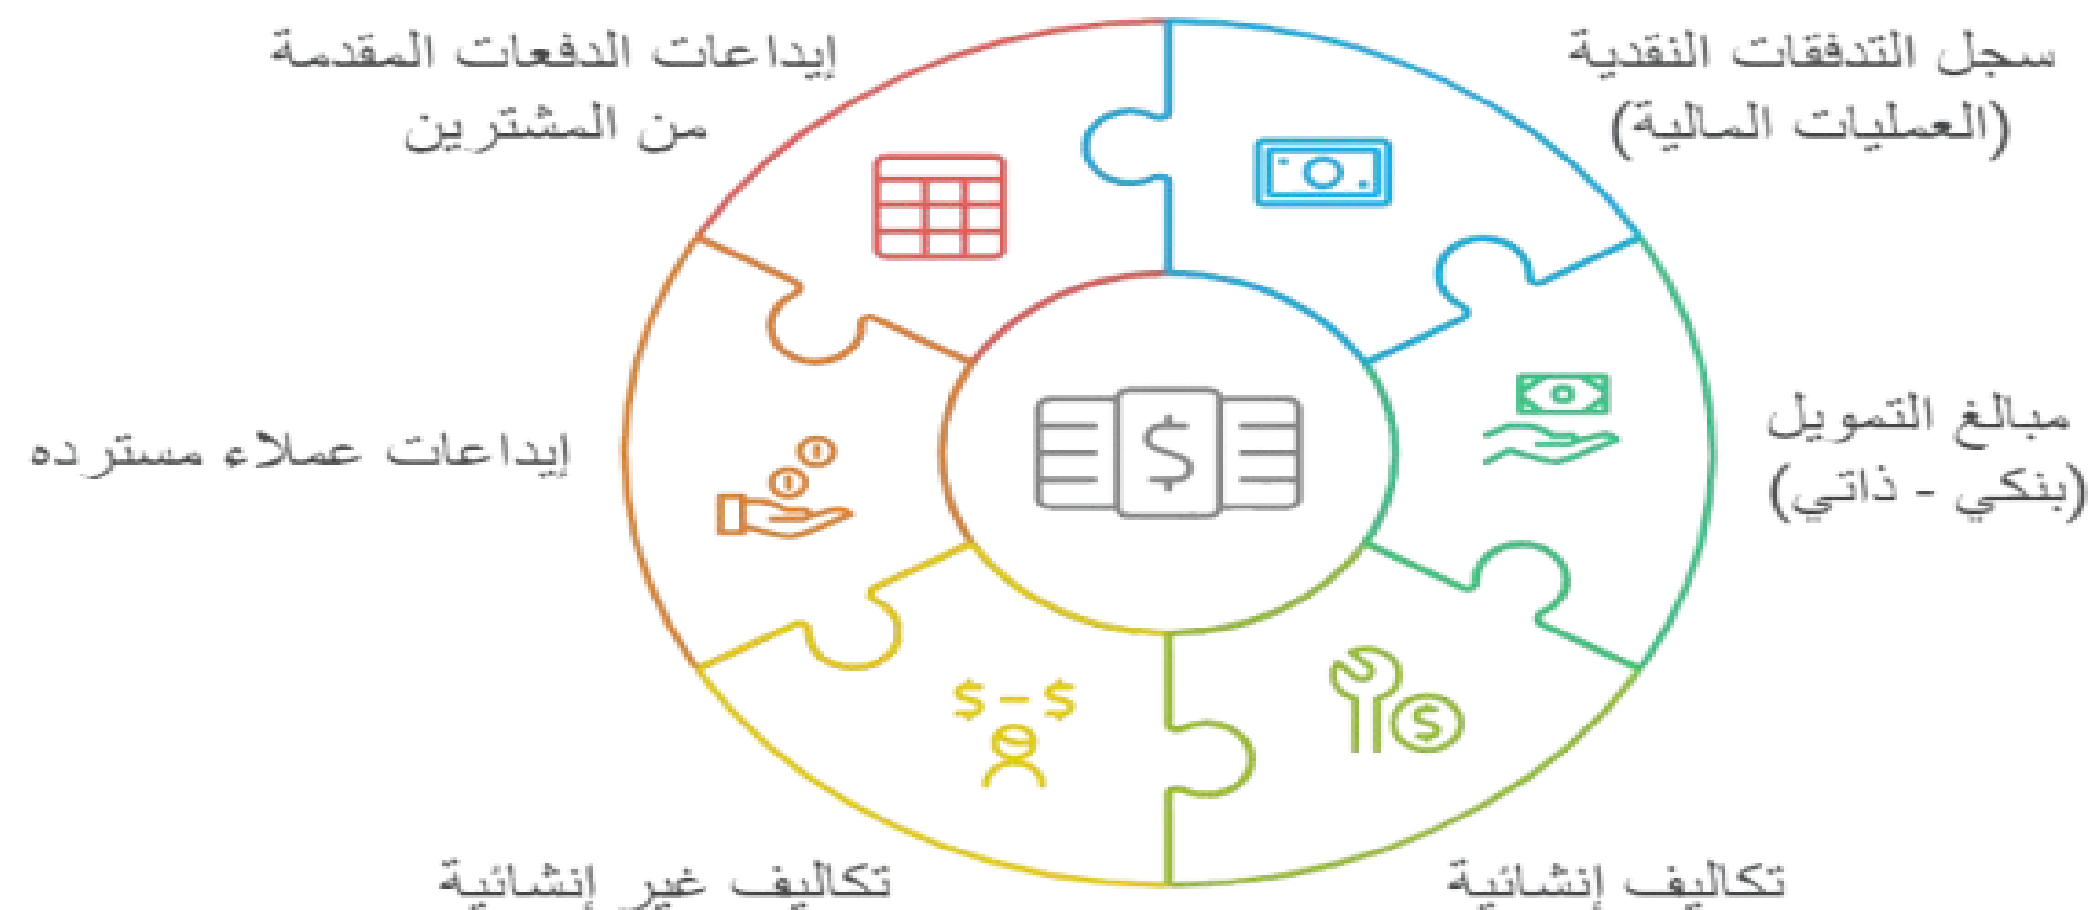 سجل التدفقات النقدية
(العمليات المالية)
مبالغ التمويل
(بنكي - ذاتي)
تكاليف إنشائية
تكاليف غير إنشائية
إيداعات عملاء مسترده
إيداعات الدفعات المقدمة
من المشترين
$
$
$ - $